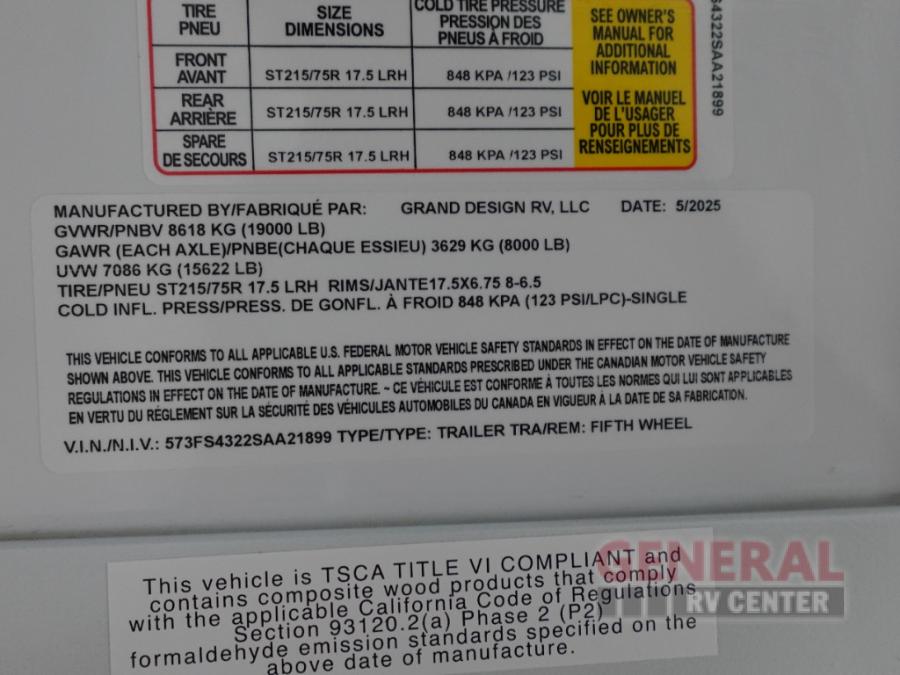 TIRE SIZE COLD TIRE PRESSURE SEE OWNER'S
PNEU DIMENSIONS PRESSION DES MANUAL FOR
PNEUS À FROID ADDITIONAL
INFORMATION
FRONT
AVANT ST215/75R 17.5 LRH 848 KPA /123 PSI
REAR
ARRIÈRE ST215/75R 17.5 LRH 848 KPA /123 PSI
SPARE
DE SECOURS ST215/75R 17.5 LRH 848 KPA /123 PSI
VOIR LE MANUEL
DE L'USAGER
POUR PLUS DE
RENSEIGNEMENTS
S4322SAA21899
MANUFACTURED BY/FABRIQUÉ PAR: GRAND DESIGN RV, LLC DATE: 5/2025
GVWR/PNBV 8618 KG (19000 LB)
GAWR (EACH AXLE)/PNBE(CHAQUE ESSIEU) 3629 KG (8000 LB)
UVW 7086 KG (15622 LB)
TIRE/PNEU ST215/75R 17.5 LRH RIMS/JANTE17.5X6.75 8-6.5
COLD INFL. PRESS/PRESS. DE GONFL. À FROID 848 KPA (123 PSI/LPC)-SINGLE
THIS VEHICLE CONFORMS TO ALL APPLICABLE U.S. FEDERAL MOTOR VEHICLE SAFETY STANDARDS IN EFFECT ON THE DATE OF MANUFACTURE
SHOWN ABOVE. THIS VEHICLE CONFORMS TO ALL APPLICABLE STANDARDS PRESCRIBED UNDER THE CANADIAN MOTOR VEHICLE SAFETY
REGULATIONS IN EFFECT ON THE DATE OF MANUFACTURE. ~ CE VÉHICULE EST CONFORME À TOUTES LES NORMES QUI LUI SONT APPLICABLES
EN VERTU DU RÉGLEMENT SUR LA SÉCURITÉ DES VÉHICULES AUTOMOBILES DU CANADA EN VIGUEUR À LA DATE DE SA FABRICATION.
V.I.N./N.I.V.: 573FS4322SAA21899 TYPE/TYPE: TRAILER TRA/REM: FIFTH WHEEL
This vehicle is TSCA TITLE VI COMPLIANT and
contains composite wood products that comply
with the applicable California Code of Regulations
Section 93120.2(a) Phase 2 (P2)
formaldehyde emission standards specified on the
above date of manufacture.
GENERAL
RV CENTER